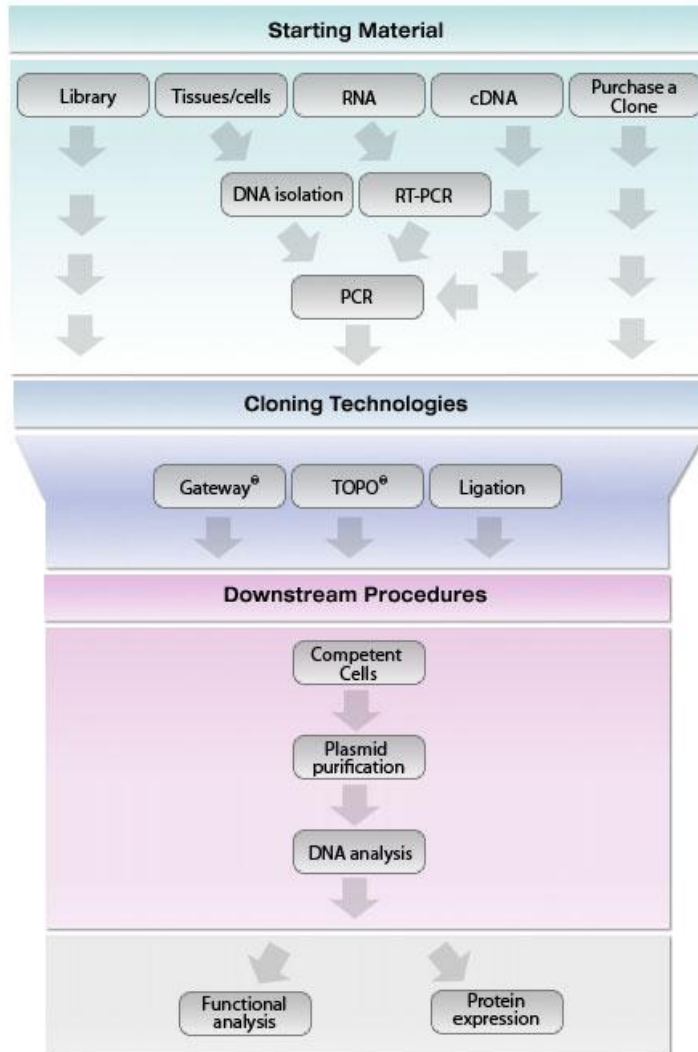 Starting Material
Library
Tissues/cells
RNA
cDNA
Purchase a
Clone
DNA isolation
RT-PCR
PCR
Cloning Technologies
Gateway®
TOPO®
Ligation
Downstream Procedures
Competent
Cells
Plasmid
purification
DNA analysis
Functional
analysis
Protein
expression